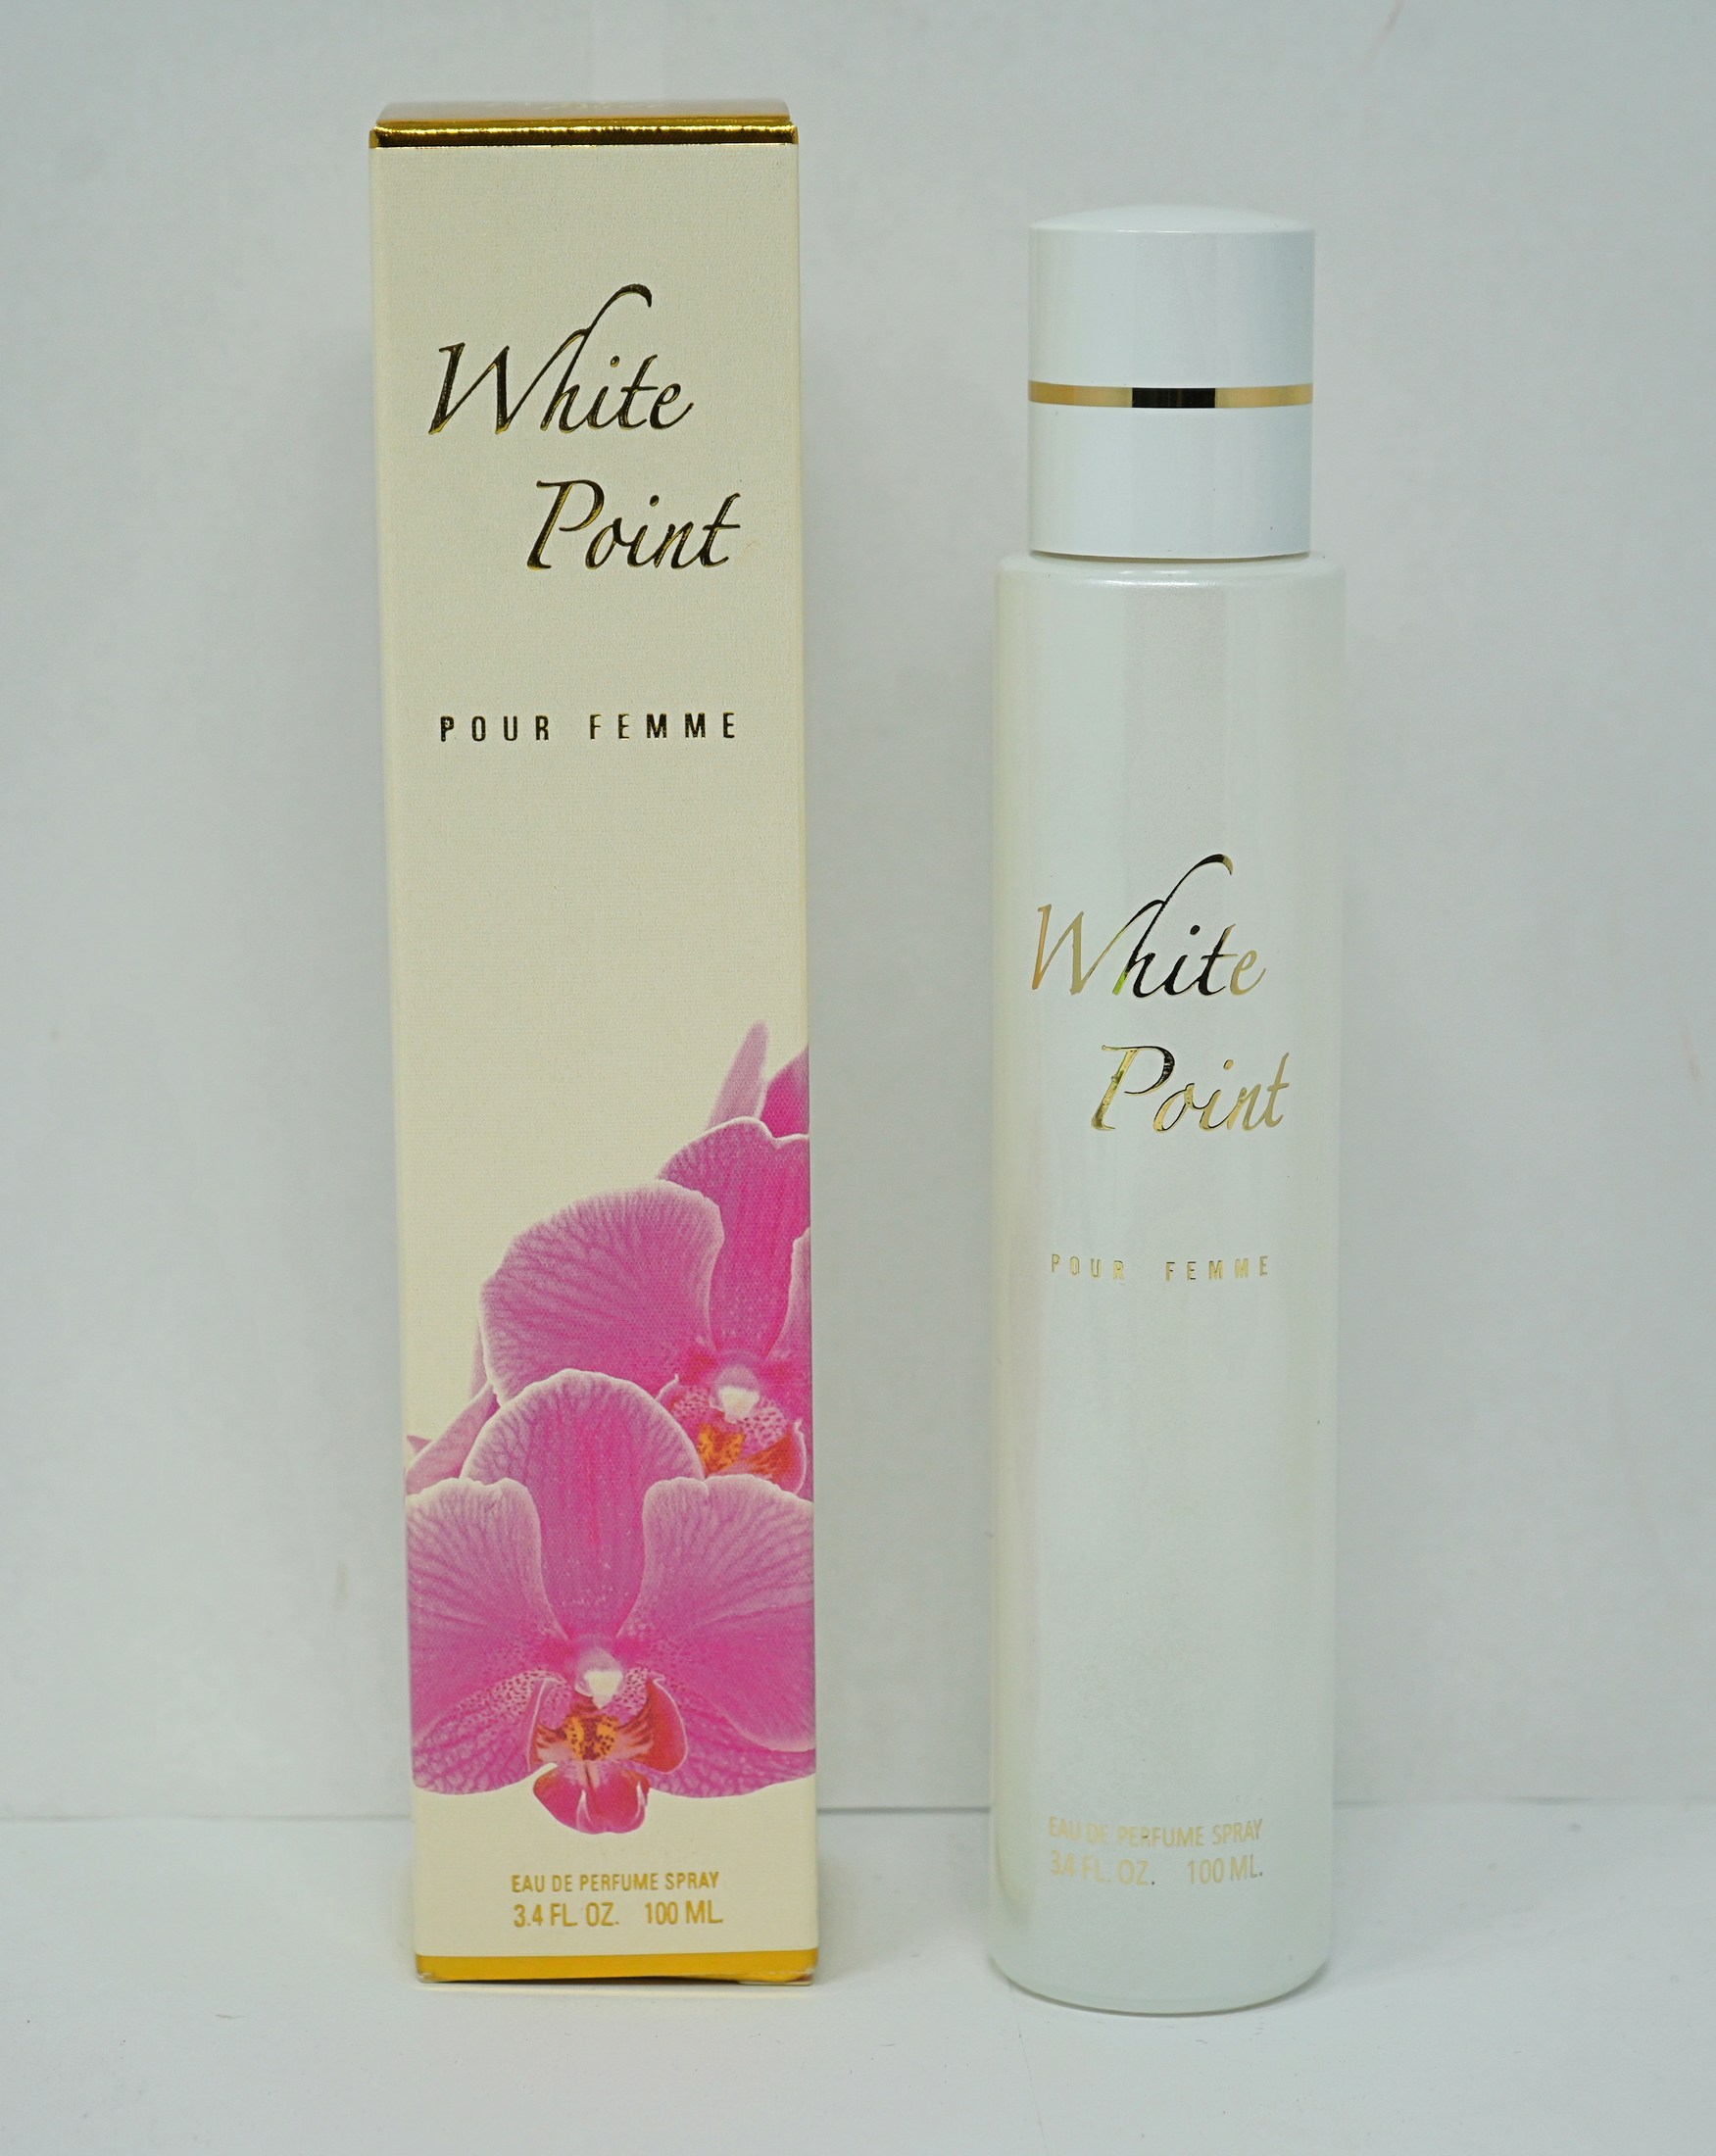 White
Point
POUR FEMME
EAU DE PERFUME SPRAY
3.4 FL. OZ. 100 ML.
White
Point
POUR FEMME
EAU DE PERFUME SPRAY
3.4 FL. OZ. 100 ML.